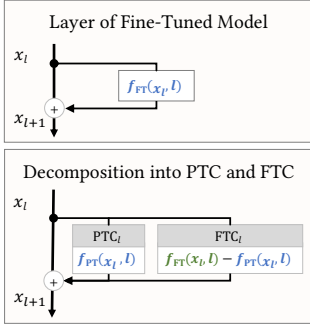 Layer of Fine-Tuned Model
x_l
f_FT(x_l, l)
+
x_{l+1}
Decomposition into PTC and FTC
x_l
PTC_l FTC_l
f_PT(x_l, l) f_FT(x_l, l) − f_PT(x_l, l)
+
x_{l+1}